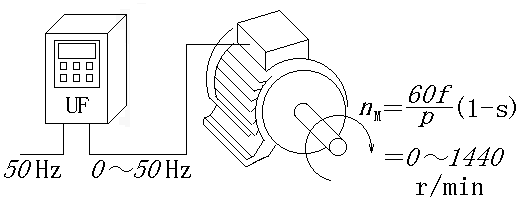 UF
50 Hz
0～50 Hz
n_M=60f/p(1-s)
=0～1440
r/min